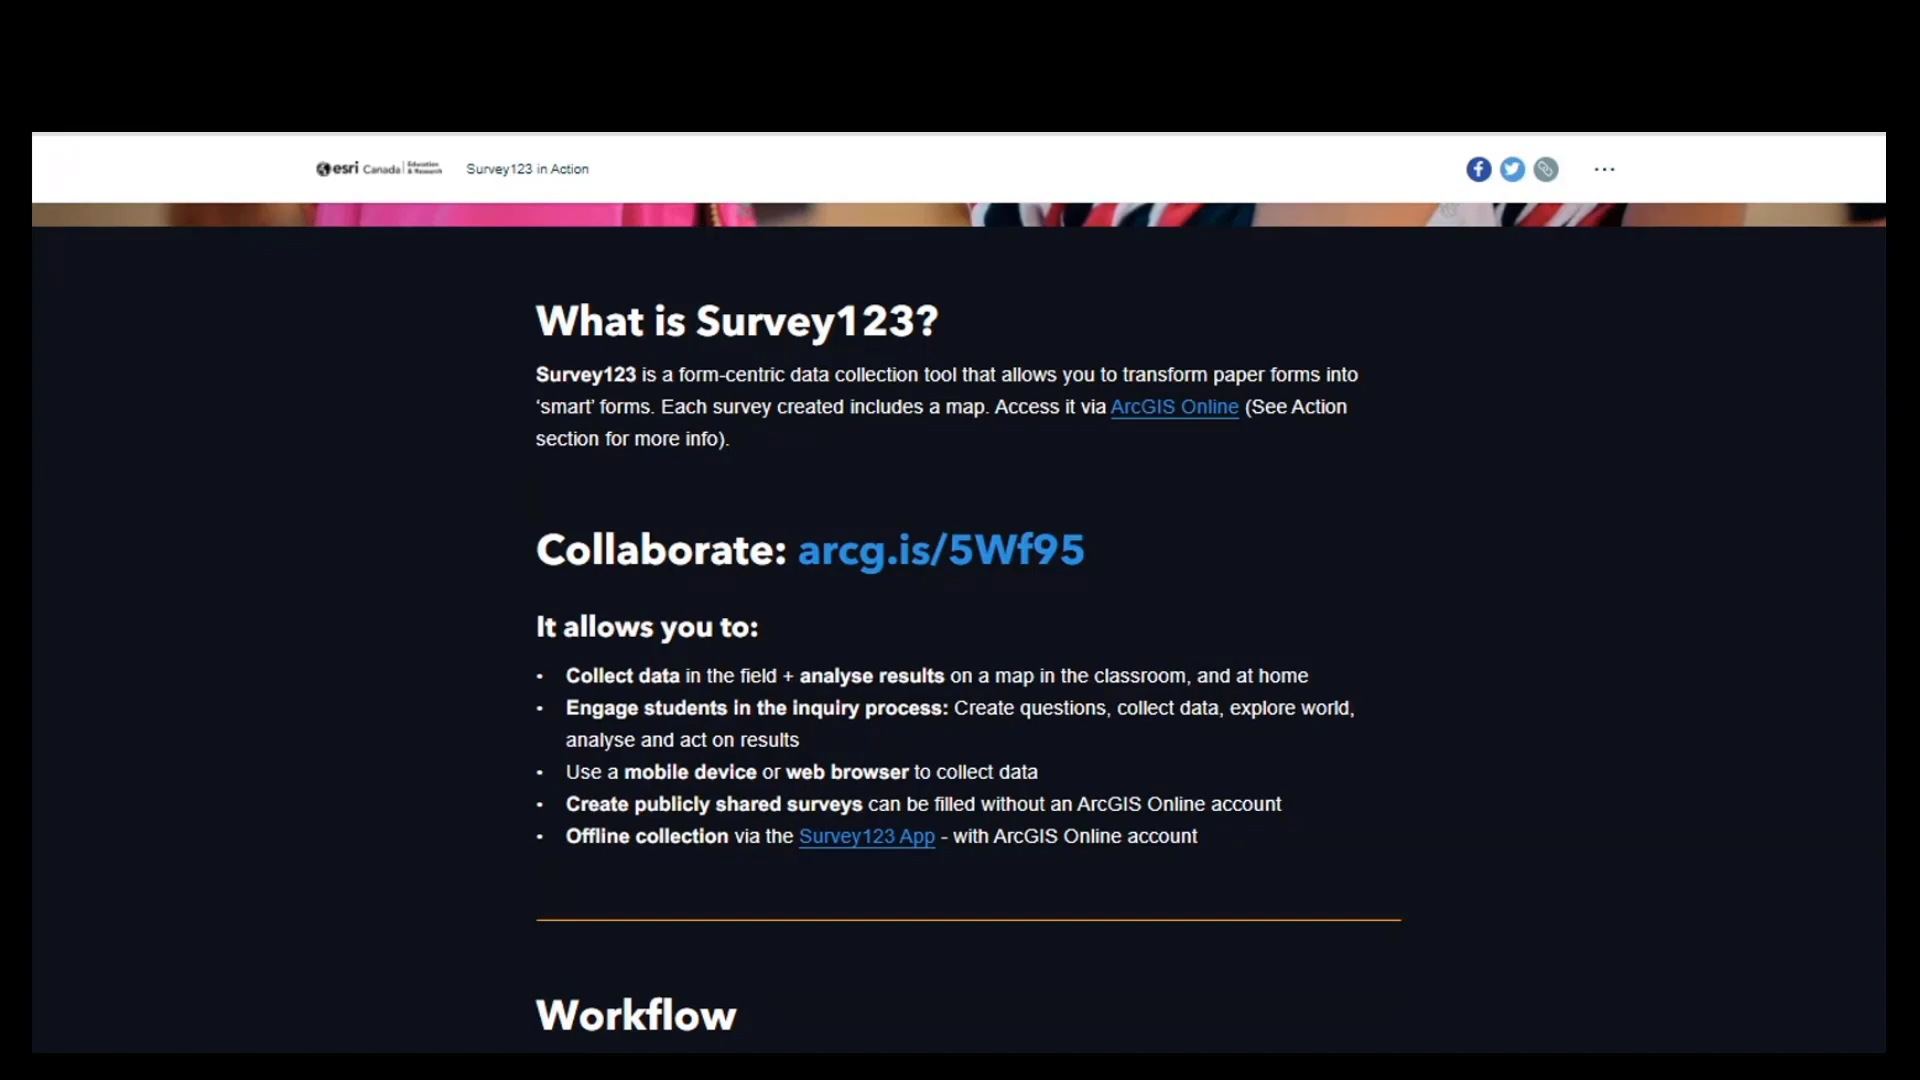 esri Canada Education & Research
Survey123 in Action
What is Survey123?
Survey123 is a form-centric data collection tool that allows you to transform paper forms into
‘smart’ forms. Each survey created includes a map. Access it via ArcGIS Online (See Action
section for more info).
Collaborate: arcg.is/5Wf95
It allows you to:
• Collect data in the field + analyse results on a map in the classroom, and at home
• Engage students in the inquiry process: Create questions, collect data, explore world,
analyse and act on results
• Use a mobile device or web browser to collect data
• Create publicly shared surveys can be filled without an ArcGIS Online account
• Offline collection via the Survey123 App - with ArcGIS Online account
Workflow